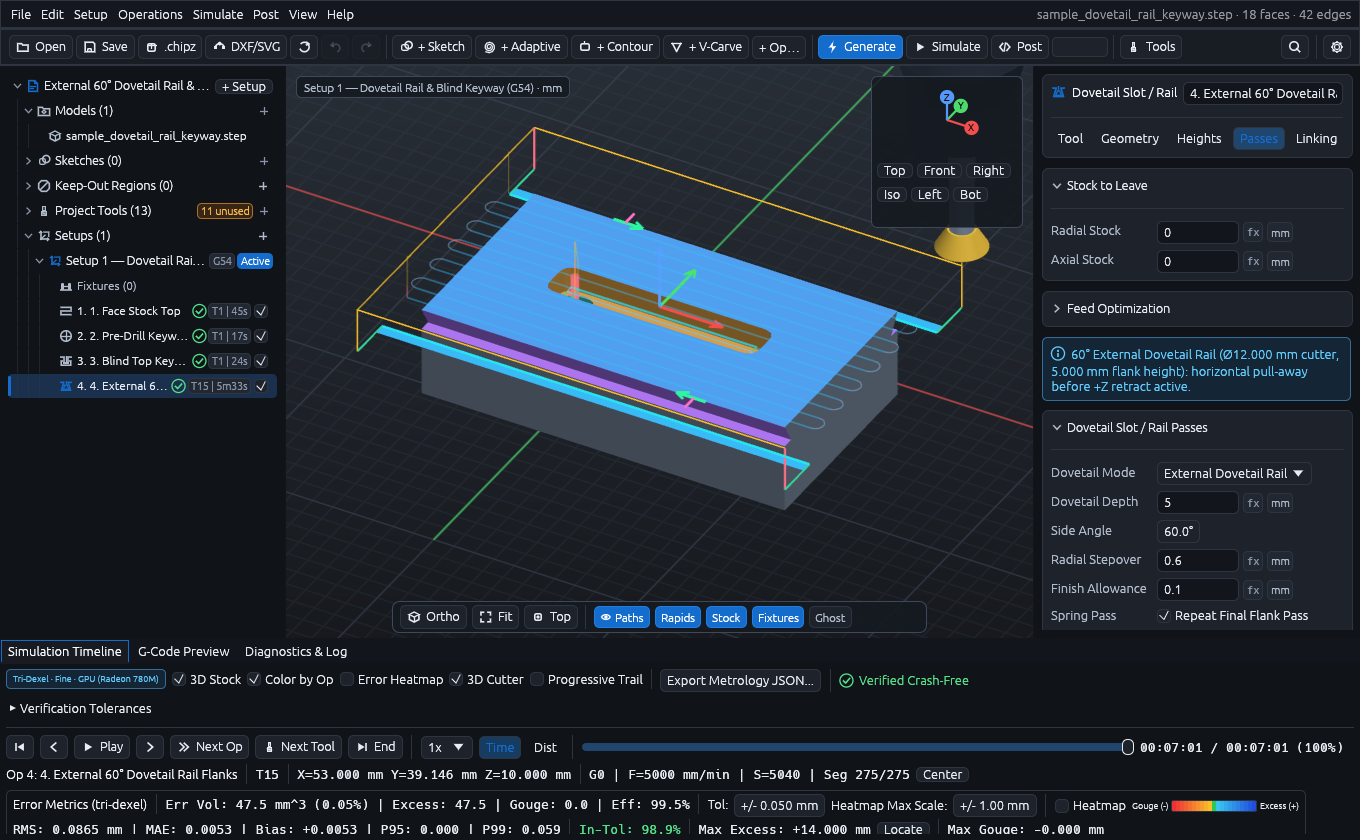 File Edit Setup Operations Simulate Post View Help
sample_dovetail_rail_keyway.step · 18 faces · 42 edges
Open Save .chipz DXF/SVG + Sketch + Adaptive + Contour + V-Carve + Op... Generate Simulate Post Tools
External 60° Dovetail Rail & ... + Setup
Models (1) +
sample_dovetail_rail_keyway.step
Sketches (0) +
Keep-Out Regions (0) +
Project Tools (13) 11 unused +
Setups (1) +
Setup 1 — Dovetail Rai... G54 Active
Fixtures (0)
1. 1. Face Stock Top T1 | 45s
2. 2. Pre-Drill Keyw... T1 | 17s
3. 3. Blind Top Key... T1 | 24s
4. 4. External 6... T15 | 5m33s
Setup 1 — Dovetail Rail & Blind Keyway (G54) · mm
Z
Y
X
Top Front Right
Iso Left Bot
Ortho Fit Top Paths Rapids Stock Fixtures Ghost
Dovetail Slot / Rail 4. External 60° Dovetail R
Tool Geometry Heights Passes Linking
Stock to Leave
Radial Stock 0 fx mm
Axial Stock 0 fx mm
Feed Optimization
60° External Dovetail Rail (Ø12.000 mm cutter,
5.000 mm flank height): horizontal pull-away
before +Z retract active.
Dovetail Slot / Rail Passes
Dovetail Mode External Dovetail Rail
Dovetail Depth 5 fx mm
Side Angle 60.0°
Radial Stepover 0.6 fx mm
Finish Allowance 0.1 fx mm
Spring Pass Repeat Final Flank Pass
Simulation Timeline G-Code Preview Diagnostics & Log
Tri-Dexel · Fine · GPU (Radeon 780M) 3D Stock Color by Op Error Heatmap 3D Cutter Progressive Trail Export Metrology JSON... Verified Crash-Free
Verification Tolerances
Play Next Op Next Tool End 1x Time Dist 00:07:01 / 00:07:01 (100%)
Op 4: 4. External 60° Dovetail Rail Flanks T15 X=53.000 mm Y=39.146 mm Z=10.000 mm G0 | F=5000 mm/min | S=5040 | Seg 275/275 Center
Error Metrics (tri-dexel) Err Vol: 47.5 mm^3 (0.05%) | Excess: 47.5 | Gouge: 0.0 | Eff: 99.5% Tol: +/- 0.050 mm Heatmap Max Scale: +/- 1.00 mm Heatmap Gouge (-) Excess (+)
RMS: 0.0865 mm | MAE: 0.0053 | Bias: +0.0053 | P95: 0.000 | P99: 0.059 In-Tol: 98.9% Max Excess: +14.000 mm Locate Max Gouge: -0.000 mm